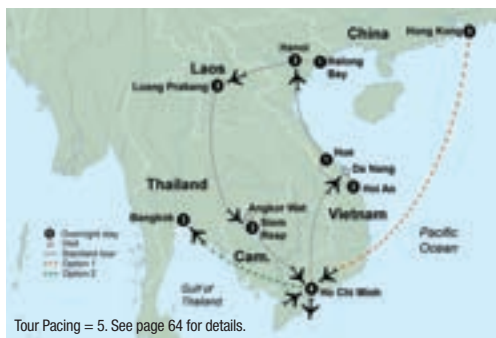 China
Hong Kong
Hanoi
Halong
Bay
Laos
Luang Prabang
Hue
Da Nang
Hoi An
Thailand
Angkor Wat
Siem
Reap
Bangkok
Vietnam
Cam.
Pacific
Ocean
Overnight stay
Visit
Standard tour
Option 1
Option 2
Gulf of
Thailand
Ho Chi Minh
Tour Pacing = 5. See page 64 for details.